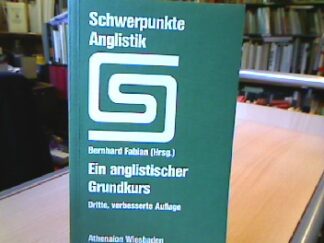 Schwerpunkte
Anglistik
Bernhard Fabian (Hrsg.)
Ein anglistischer
Grundkurs
Dritte, verbesserte Auflage
Athenaion Wiesbaden